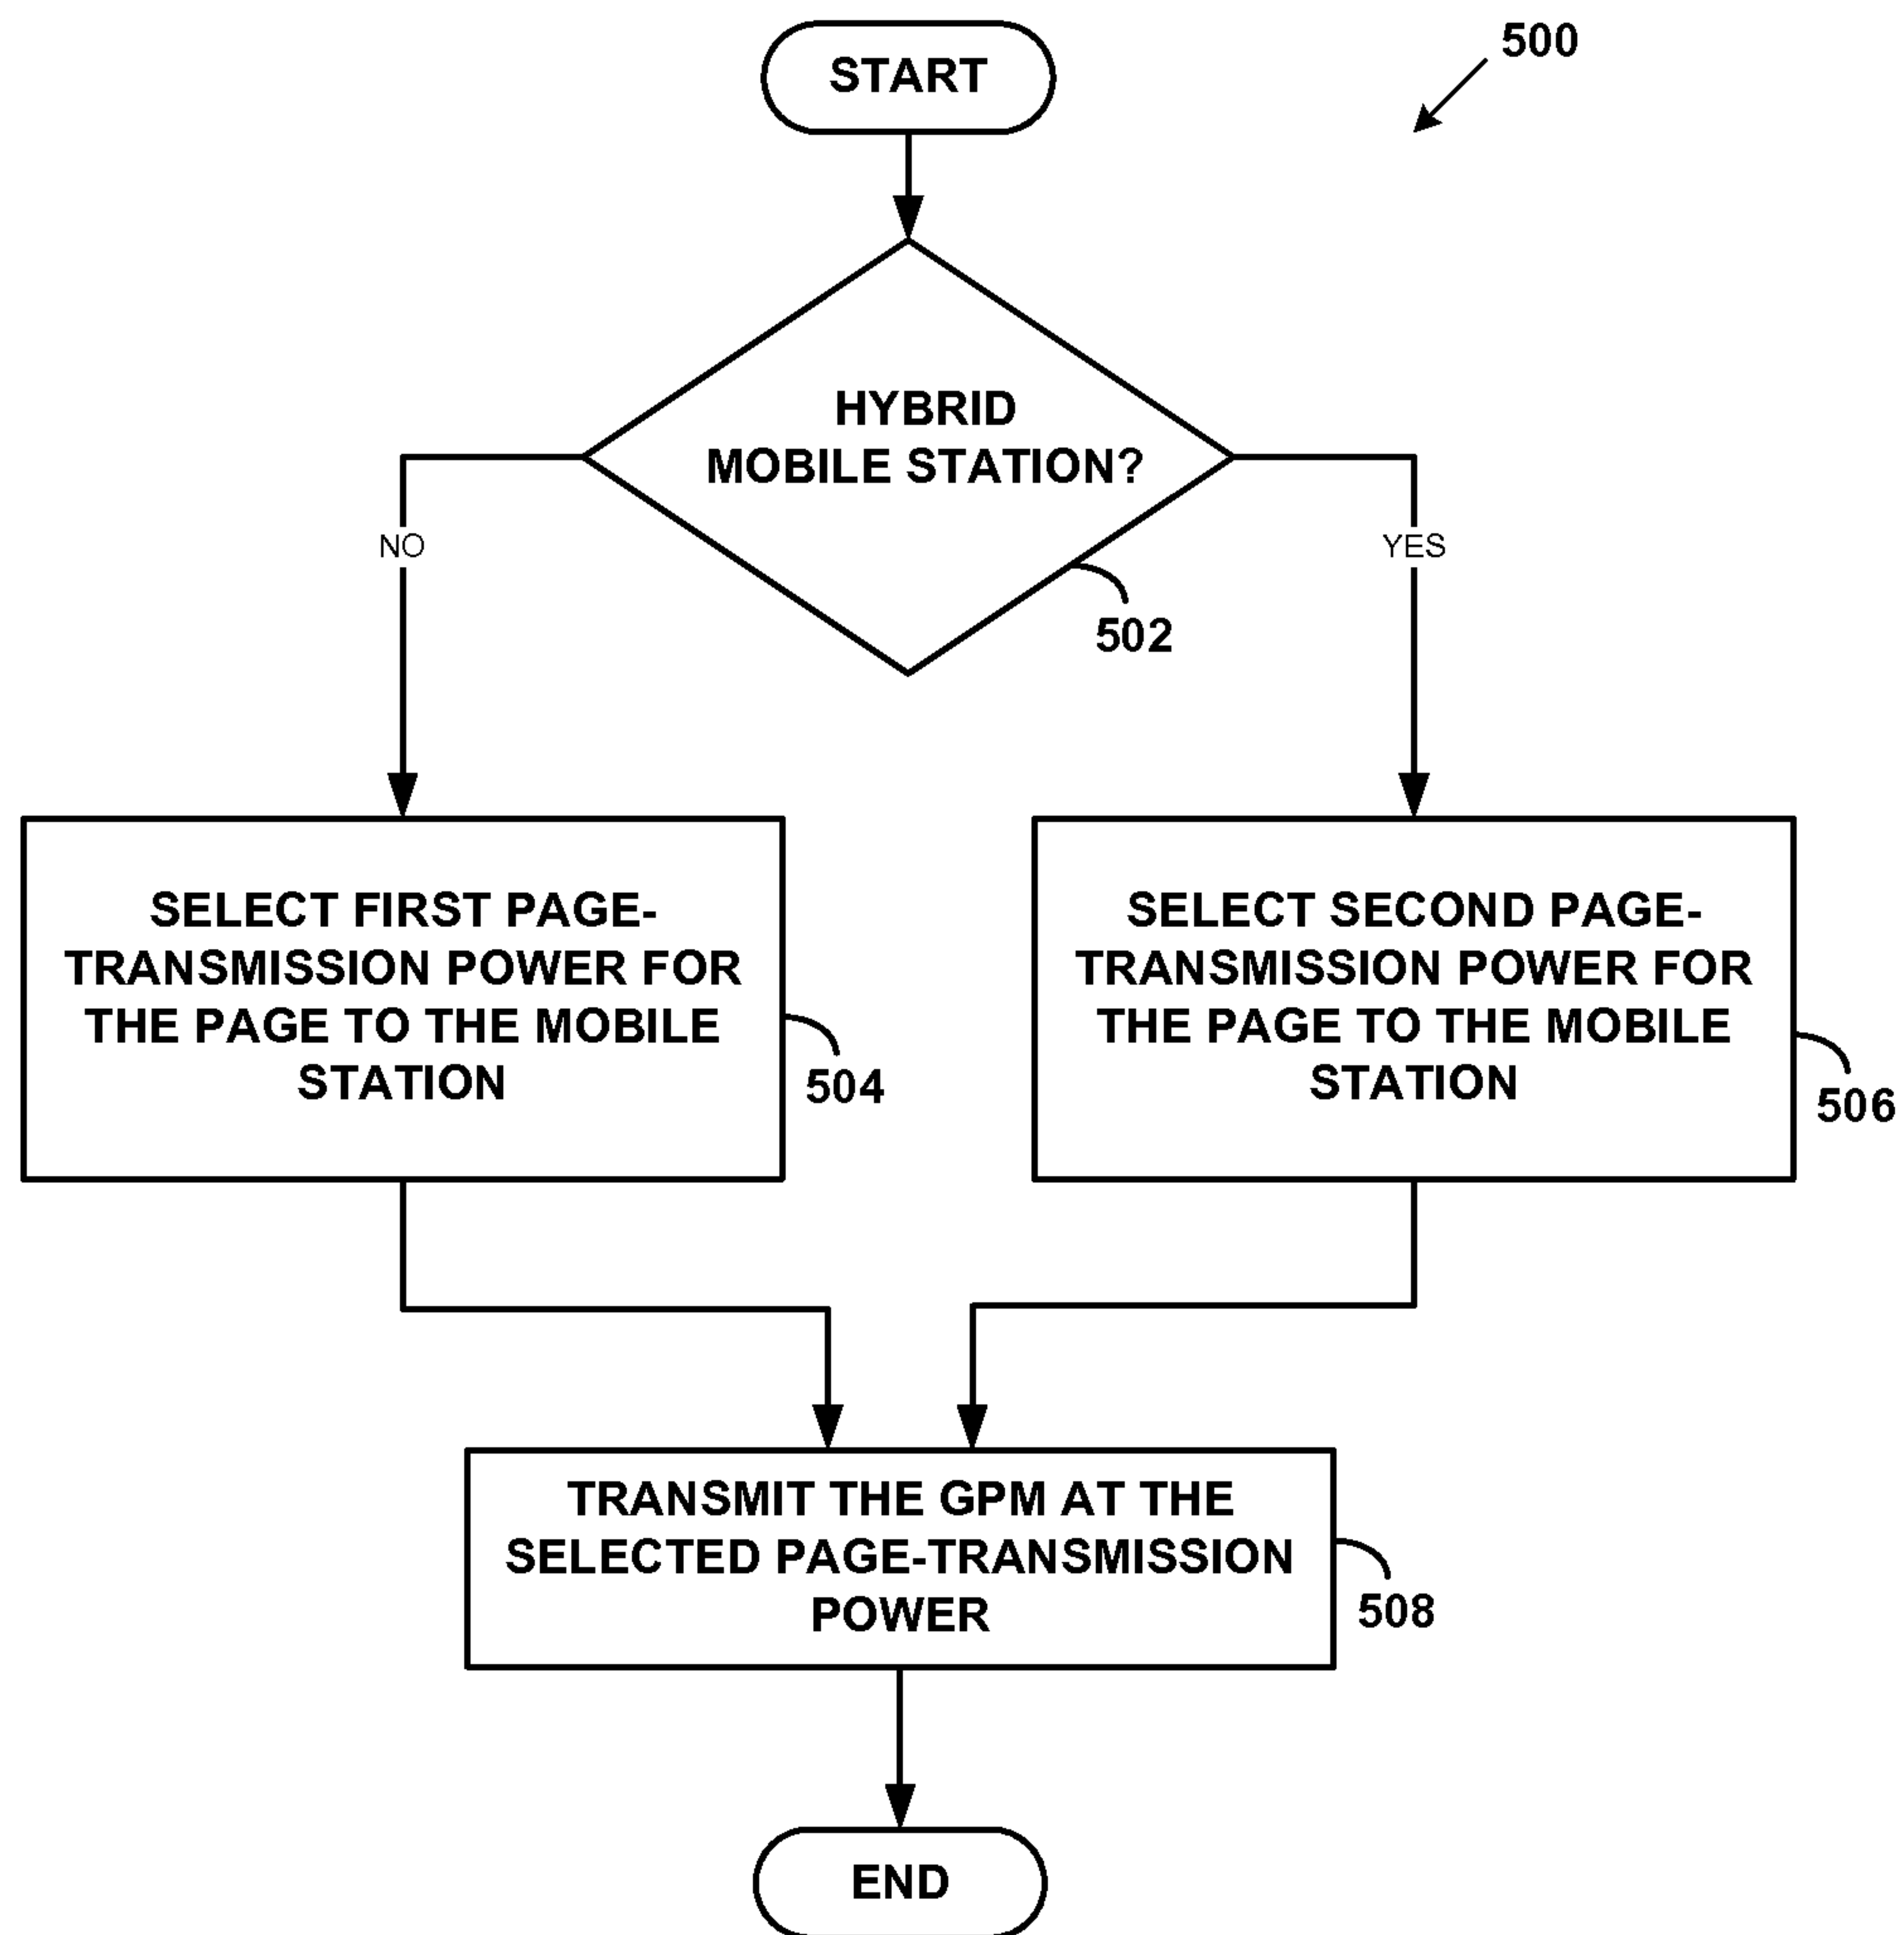 500
START
HYBRID
MOBILE STATION?
NO
YES
502
SELECT FIRST PAGE-
TRANSMISSION POWER FOR
THE PAGE TO THE MOBILE
STATION
504
SELECT SECOND PAGE-
TRANSMISSION POWER FOR
THE PAGE TO THE MOBILE
STATION
506
TRANSMIT THE GPM AT THE
SELECTED PAGE-TRANSMISSION
POWER
508
END